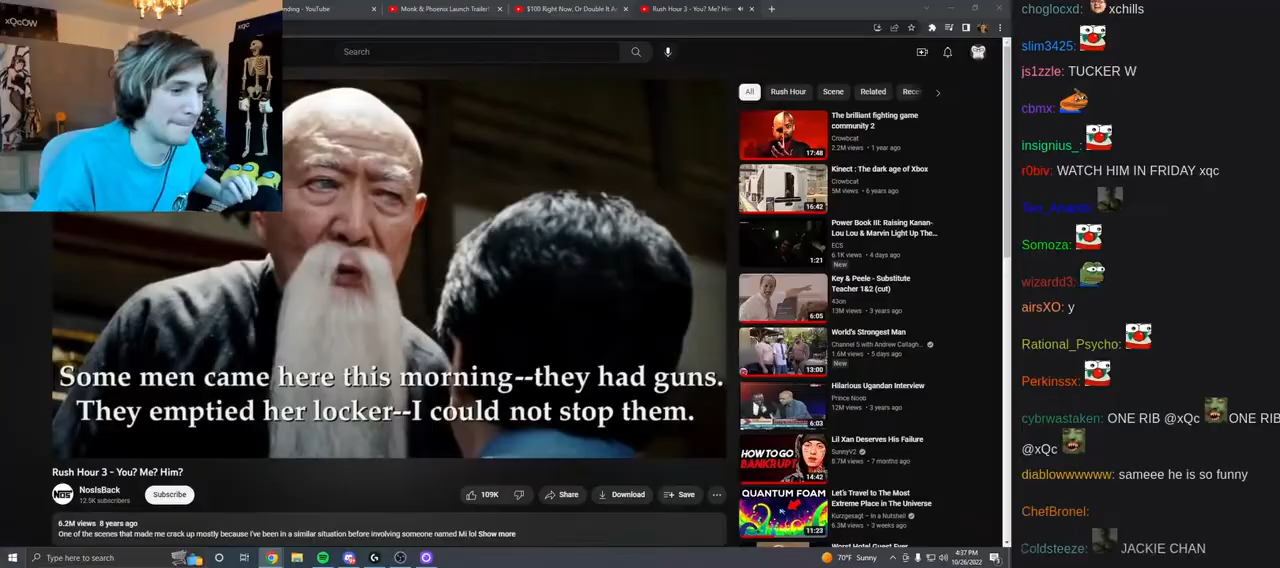 xQcOW
xQC
nding - YouTube
Monk & Phoenix Launch Trailer!
$100 Right Now, Or Double It A
Rush Hour 3 - You? Me? Hi
Search
All
Rush Hour
Scene
Related
Rece
The brilliant fighting game
community 2
Crowbcat
2.2M views • 1 year ago
17:48
Kinect : The dark age of Xbox
Crowbcat
5M views • 6 years ago
16:42
Power Book III: Raising Kanan-
Lou Lou & Marvin Light Up The...
ECS
6.1K views • 4 days ago
New
1:21
Key & Peele - Substitute
Teacher 1&2 (cut)
43on
13M views • 3 years ago
6:05
World's Strongest Man
Channel 5 with Andrew Callagh...
1.6M views • 5 days ago
New
13:00
Hilarious Ugandan Interview
Prince Noob
12M views • 3 years ago
6:03
Lil Xan Deserves His Failure
SunnyV2
8.7M views • 7 months ago
HOW TO GO
BANKRUPT
14:42
Let's Travel to The Most
Extreme Place in The Universe
Kurzgesagt – In a Nutshell
6.3M views • 3 weeks ago
QUANTUM FOAM
11:23
Worst Hotel Guest Ever
Some men came here this morning--they had guns.
They emptied her locker--I could not stop them.
Rush Hour 3 - You? Me? Him?
NOS
NosIsBack
12.5K subscribers
Subscribe
109K
Share
Download
Save
6.2M views 8 years ago
One of the scenes that made me crack up mostly because I've been in a similar situation before involving someone named Mi lol Show more
Type here to search
70°F Sunny
4:37 PM
10/26/2022
choglocxd: xchills
slim3425:
js1zzle: TUCKER W
cbmx:
insignius_:
r0biv: WATCH HIM IN FRIDAY xqc
Somoza:
wizardd3:
airsXO: y
Rational_Psycho:
Perkinssx:
cybrwastaken: ONE RIB @xQc ONE RIB
@xQc
diablowwwwww: sameee he is so funny
ChefBronel:
Coldsteeze: JACKIE CHAN